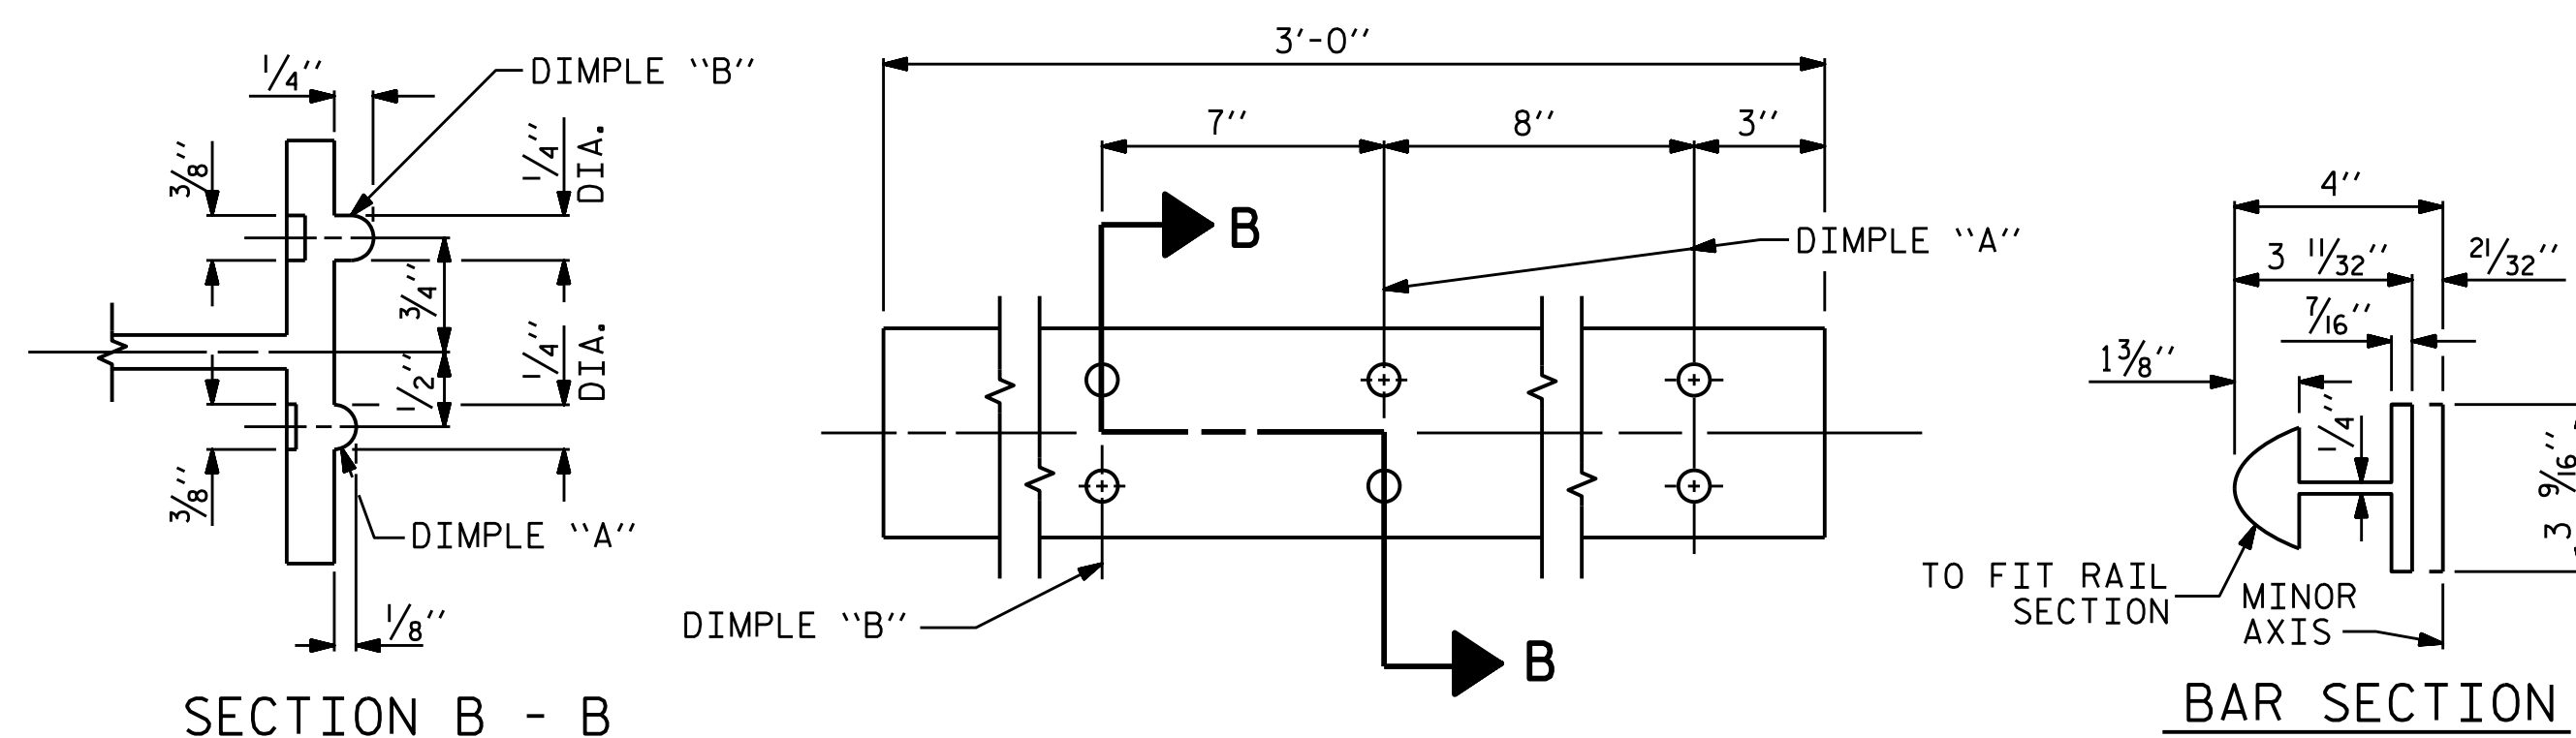 1/4"
DIMPLE "B"
3/8"
1/4"
DIA.
3/4"
1/2"
1/4"
DIA.
3/8"
DIMPLE "A"
1/8"
SECTION B - B
3'-0"
7"
8"
3"
B
DIMPLE "A"
DIMPLE "B"
B
4"
3 11/32"
21/32"
7/16"
1 3/8"
1/4"
3 9/16"
TO FIT RAIL
SECTION
MINOR
AXIS
BAR SECTION